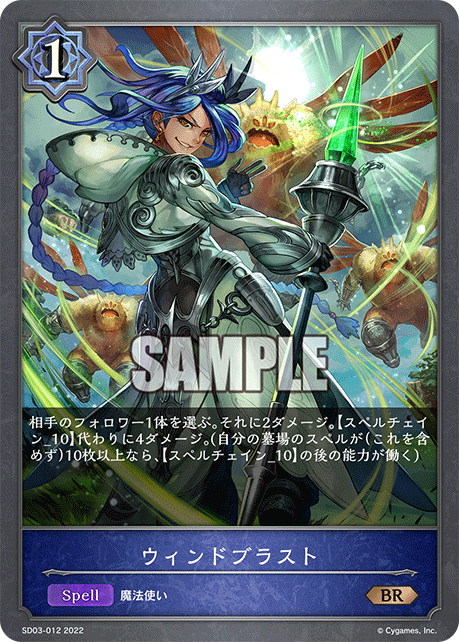 1
SAMPLE
相手のフォロワー1体を選ぶ。それに2ダメージ。【スペルチェイ
ン_10】代わりに4ダメージ。(自分の墓場のスペルが(これを含
めず)10枚以上なら、【スペルチェイン_10】の後の能力が働く)
ウィンドブラスト
Spell 魔法使い BR
SD03-012 2022 © Cygames, Inc.